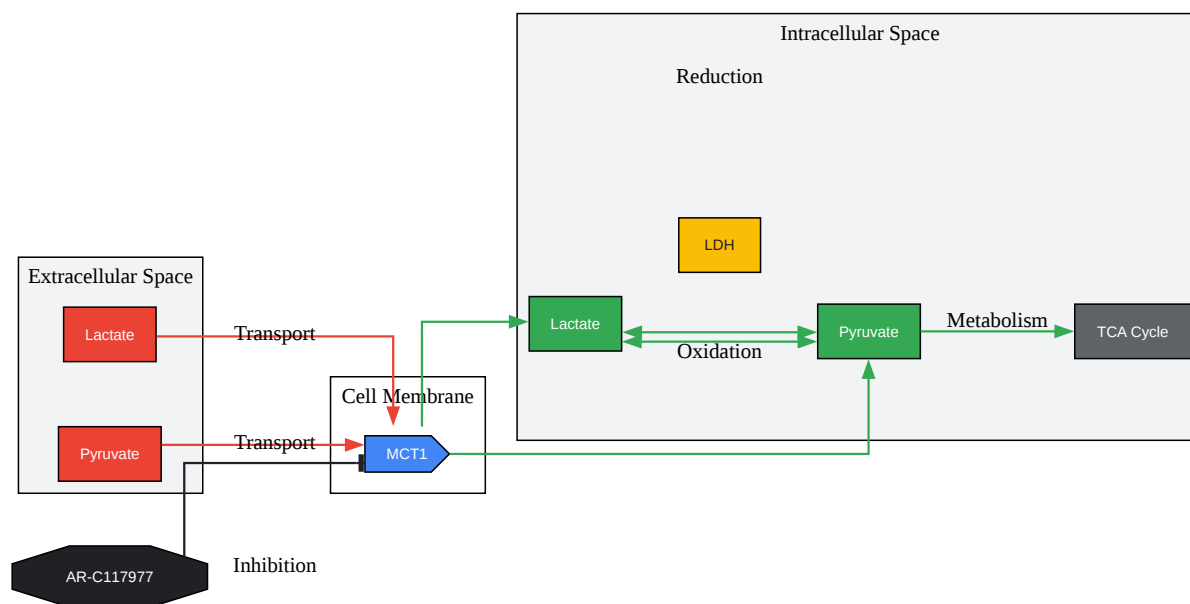 Intracellular Space
Reduction
LDH
Extracellular Space
Lactate
Transport
Lactate
Oxidation
Pyruvate
Metabolism
TCA Cycle
Cell Membrane
Pyruvate
Transport
MCT1
AR-C117977
Inhibition